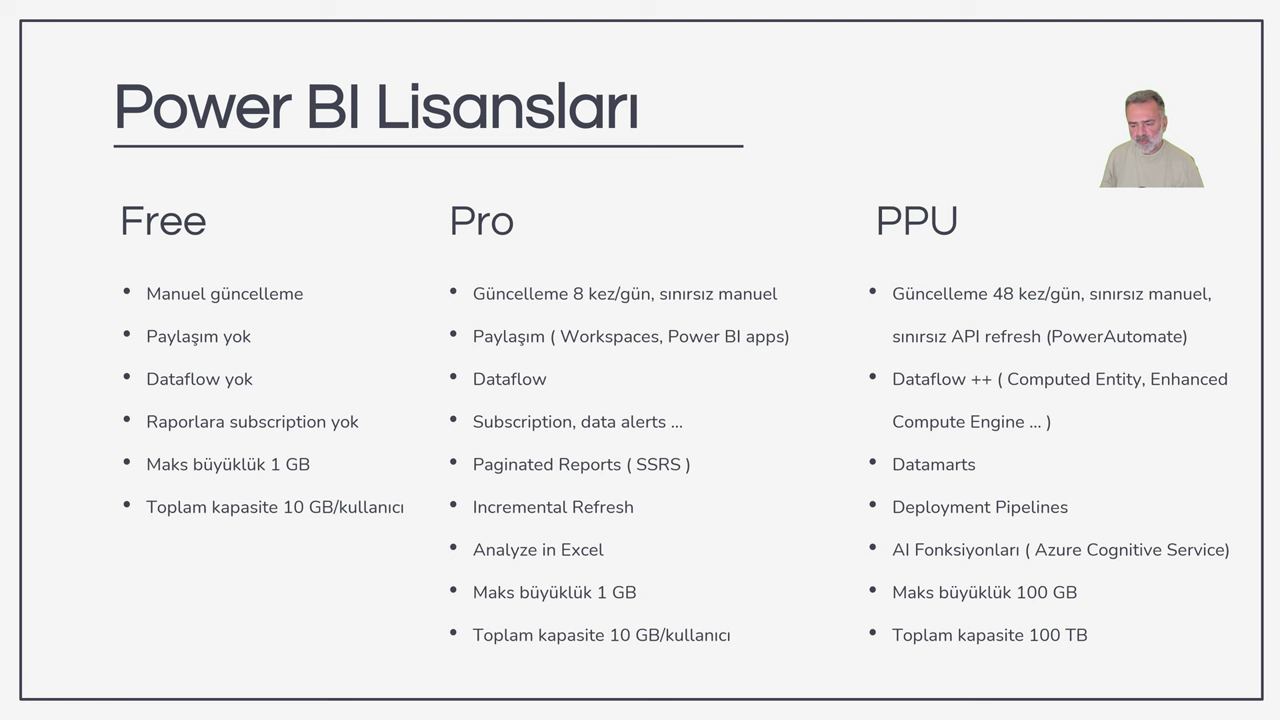 Power BI Lisansları
Free
Manuel güncelleme
Paylaşım yok
Dataflow yok
Raporlara subscription yok
Maks büyüklük 1 GB
Toplam kapasite 10 GB/kullanıcı
Pro
Güncelleme 8 kez/gün, sınırsız manuel
Paylaşım ( Workspaces, Power BI apps)
Dataflow
Subscription, data alerts ...
Paginated Reports ( SSRS )
Incremental Refresh
Analyze in Excel
Maks büyüklük 1 GB
Toplam kapasite 10 GB/kullanıcı
PPU
Güncelleme 48 kez/gün, sınırsız manuel,
sınırsız API refresh (PowerAutomate)
Dataflow ++ ( Computed Entity, Enhanced
Compute Engine ... )
Datamarts
Deployment Pipelines
AI Fonksiyonları ( Azure Cognitive Service)
Maks büyüklük 100 GB
Toplam kapasite 100 TB